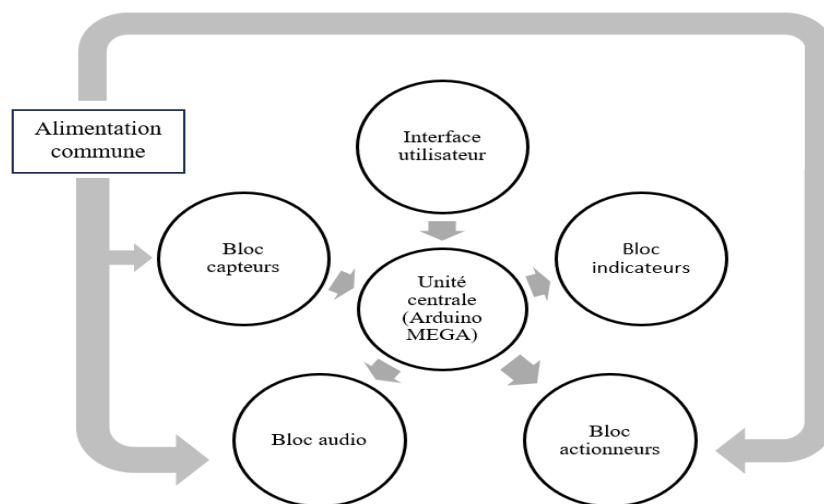 Alimentation
commune
Interface
utilisateur
Bloc
capteurs
Unité
centrale
(Arduino
MEGA)
Bloc
indicateurs
Bloc audio
Bloc
actionneurs